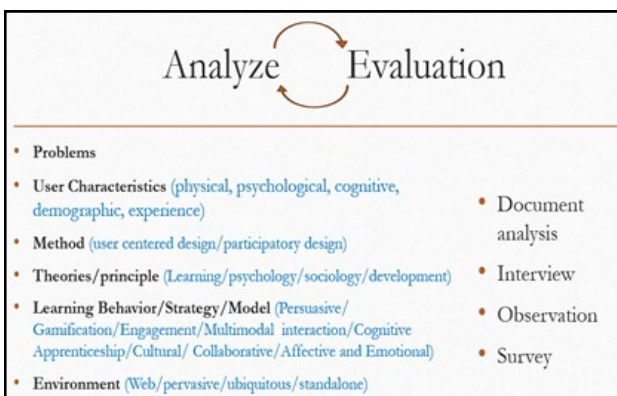 Analyze Evaluation
• Problems
• User Characteristics (physical, psychological, cognitive,
demographic, experience)
• Method (user centered design/participatory design)
• Theories/principle (Learning/psychology/sociology/development)
• Learning Behavior/Strategy/Model (Persuasive/
Gamification/Engagement/Multimodal interaction/Cognitive
Apprenticeship/Cultural/ Collaborative/Affective and Emotional)
• Environment (Web/pervasive/ubiquitous/standalone)
• Document
analysis
• Interview
• Observation
• Survey